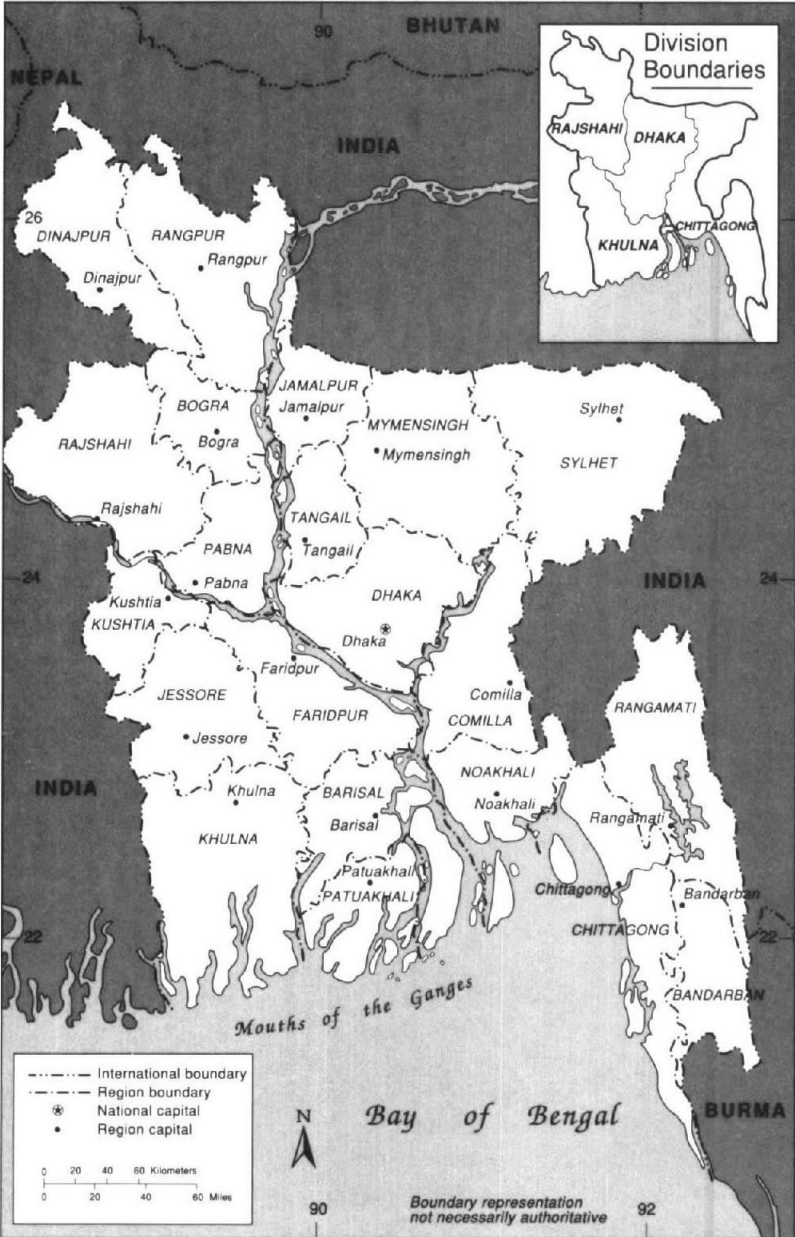 90
BHUTAN
NEPAL
INDIA
Division
Boundaries
RAJSHAHI
DHAKA
KHULNA
CHITTAGONG
26
DINAJPUR
RANGPUR
Rangpur
Dinajpur
JAMALPUR
Jamalpur
BOGRA
Bogra
MYMENSINGH
Mymensingh
Sylhet
SYLHET
RAJSHAHI
Rajshahi
TANGAIL
Tangail
PABNA
Pabna
24
INDIA
24
DHAKA
Dhaka
Kushtia
KUSHTIA
Faridpur
FARIDPUR
Comilla
COMILLA
JESSORE
Jessore
RANGAMATI
INDIA
NOAKHALI
Noakhali
Khulna
KHULNA
BARISAL
Barisal
Rangamati
Patuakhali
PATUAKHALI
Chittagong
CHITTAGONG
Bandarban
22
22
BANDARBAN
Mouths of the Ganges
International boundary
Region boundary
National capital
Region capital
0 20 40 60 Kilometers
0 20 40 60 Miles
N
Bay of Bengal
BURMA
Boundary representation
not necessarily authoritative
90
92